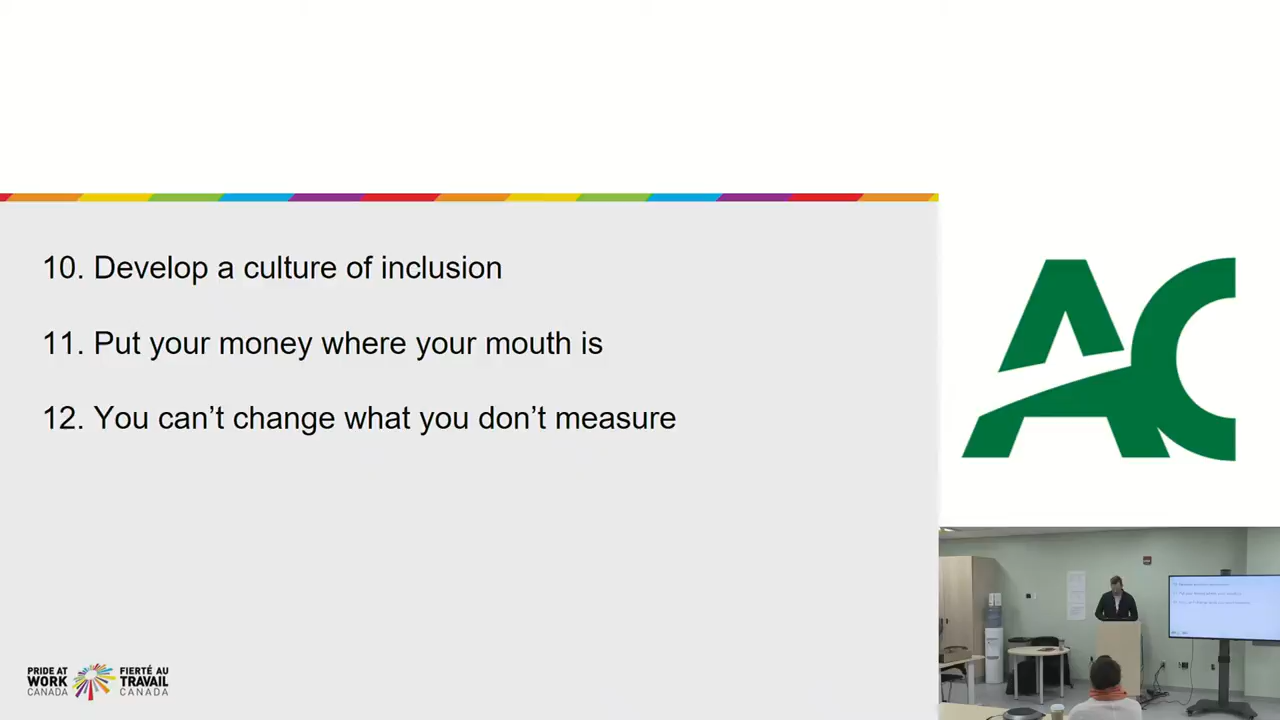 10. Develop a culture of inclusion
11. Put your money where your mouth is
12. You can't change what you don't measure
AC
PRIDE AT
WORK
CANADA
FIERTÉ AU
TRAVAIL
CANADA